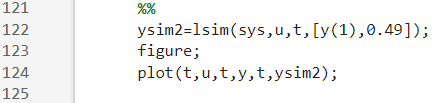 121 %%
122 ysim2=lsim(sys,u,t,[y(1),0.49]);
123 figure;
124 plot(t,u,t,y,t,ysim2);
125